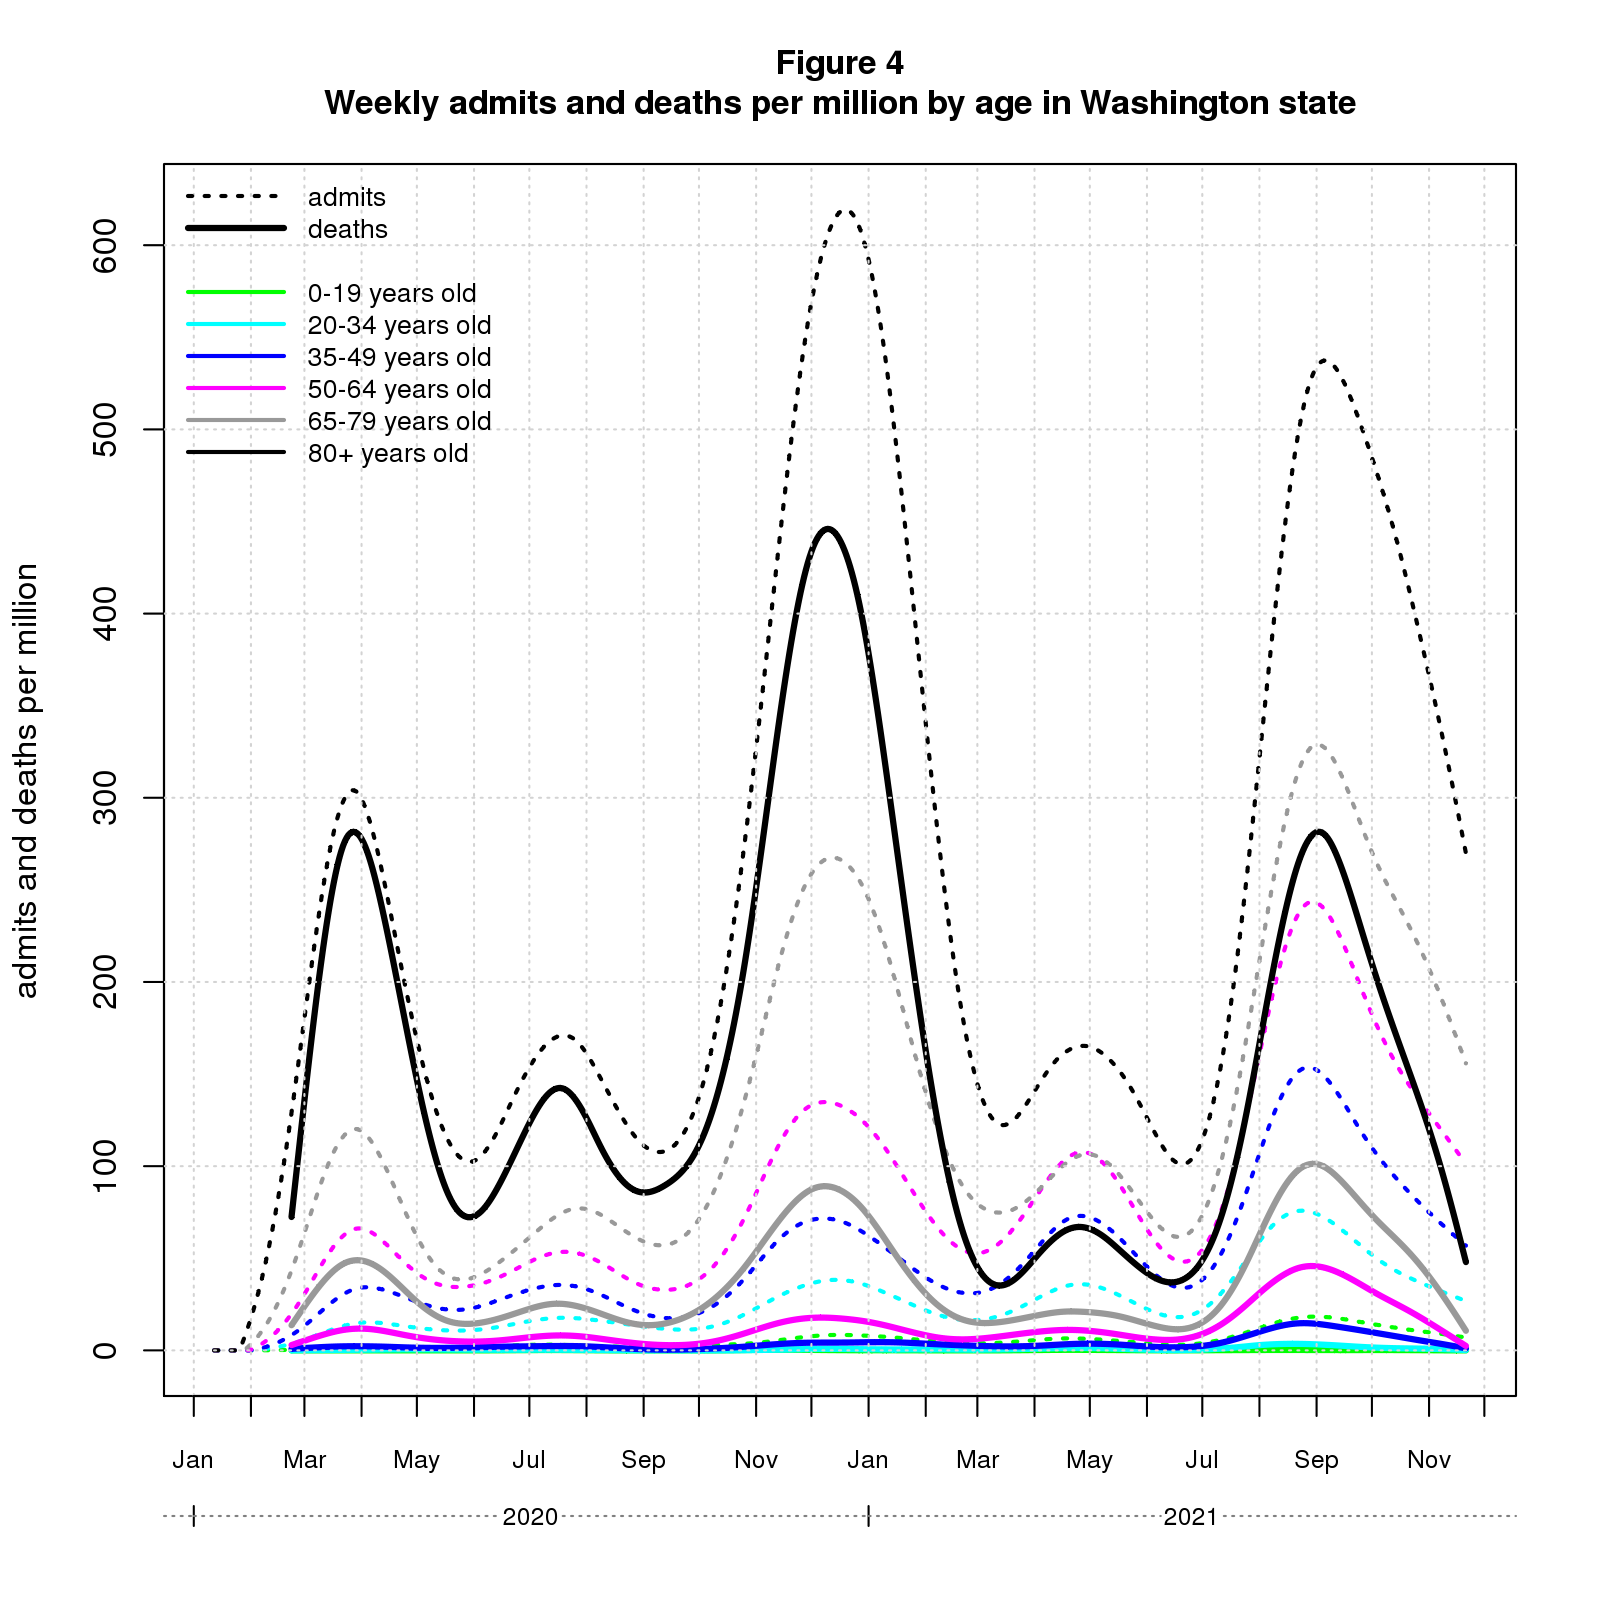 Figure 4
Weekly admits and deaths per million by age in Washington state
admits
deaths
0-19 years old
20-34 years old
35-49 years old
50-64 years old
65-79 years old
80+ years old
admits and deaths per million
600
500
400
300
200
100
0
Jan Mar May Jul Sep Nov Jan Mar May Jul Sep Nov
2020 2021